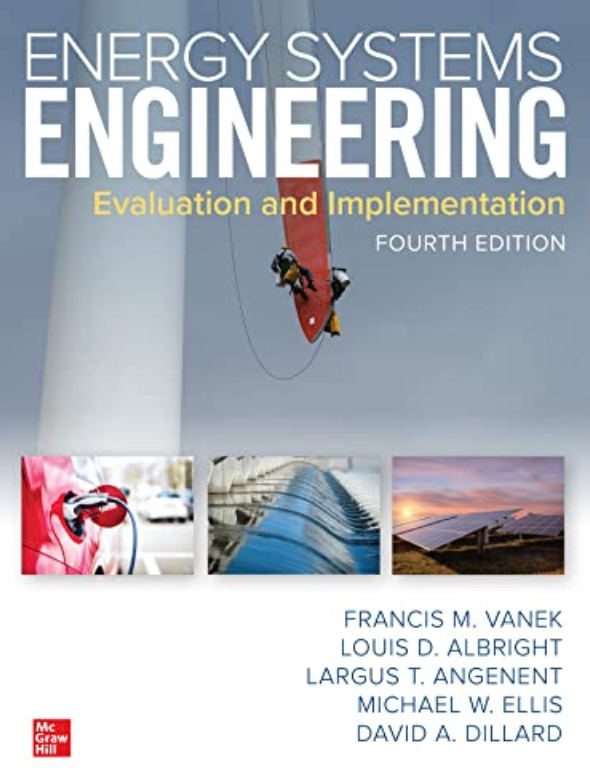 ENERGY SYSTEMS
ENGINEERING
Evaluation and Implementation
FOURTH EDITION
FRANCIS M. VANEK
LOUIS D. ALBRIGHT
LARGUS T. ANGENENT
MICHAEL W. ELLIS
DAVID A. DILLARD
Mc
Graw
Hill